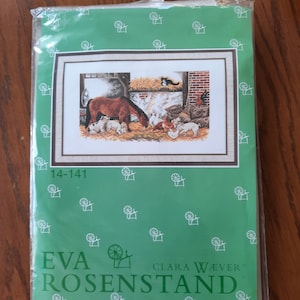 14-141
EVA
CLARA WÆVER
ROSENSTAND